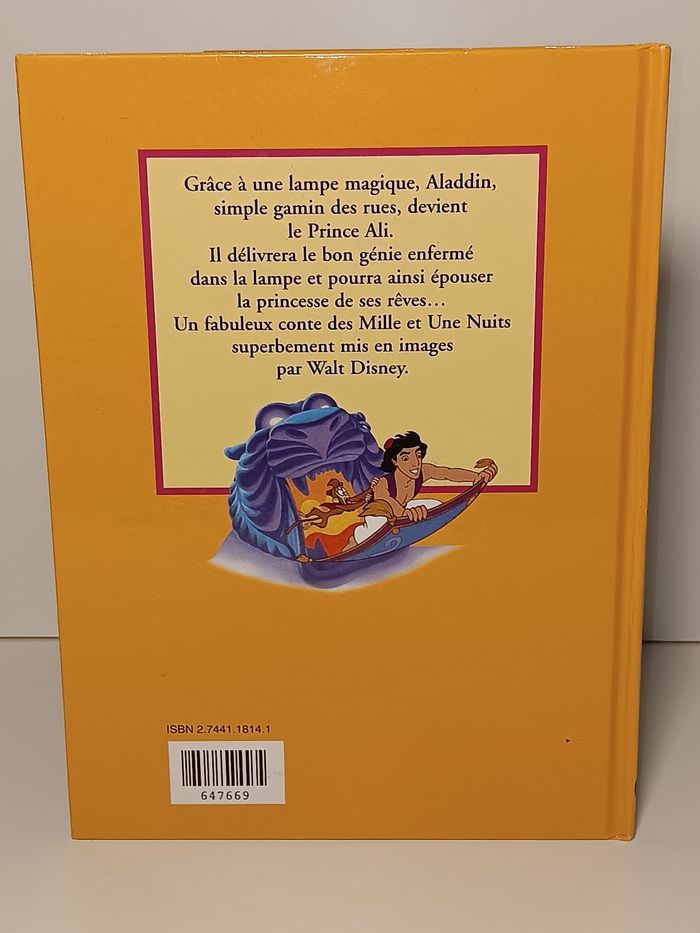 Grâce à une lampe magique, Aladdin,
simple gamin des rues, devient
le Prince Ali.
Il délivrera le bon génie enfermé
dans la lampe et pourra ainsi épouser
la princesse de ses rêves…
Un fabuleux conte des Mille et Une Nuits
superbement mis en images
par Walt Disney.
ISBN 2.7441.1814.1
647669